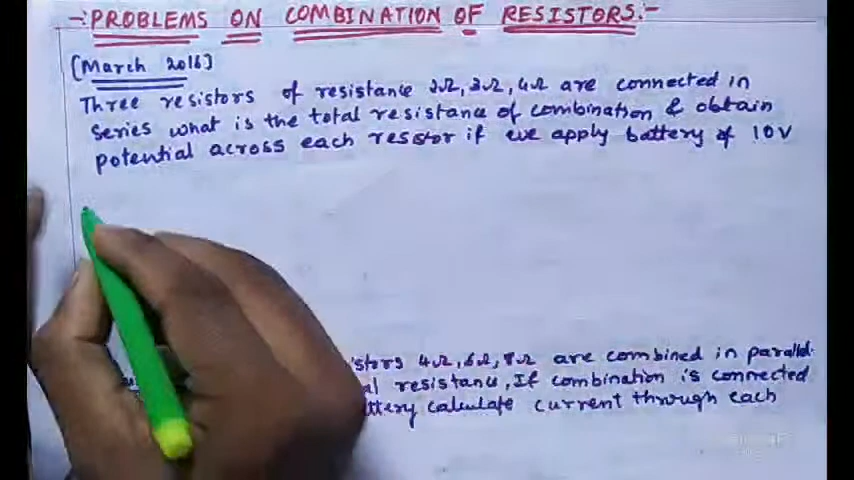 -:PROBLEMS ON COMBINATION OF RESISTORS:-
[March 2016]
Three resistors of resistance 2Ω, 3Ω, 4Ω are connected in
series what is the total resistance of combination & obtain
potential across each resistor if we apply battery of 10V
istors 4Ω, 6Ω, 8Ω are combined in parallel.
al resistance, If combination is connected
ttery calculate current through each